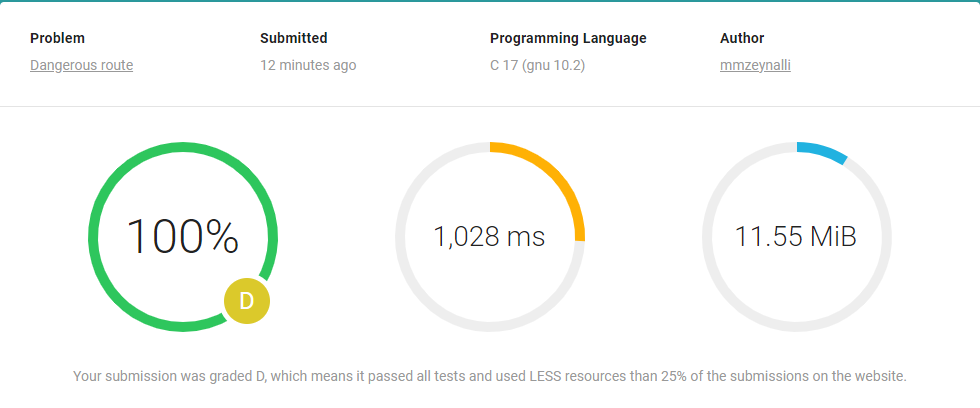 Problem Submitted Programming Language Author
Dangerous route 12 minutes ago C 17 (gnu 10.2) mmzeynalli
100% 1,028 ms 11.55 MiB
D
Your submission was graded D, which means it passed all tests and used LESS resources than 25% of the submissions on the website.